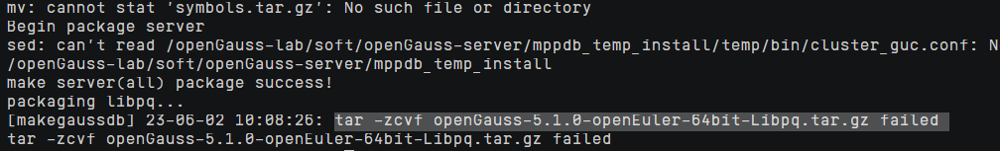 mv: cannot stat 'symbols.tar.gz': No such file or directory
Begin package server
sed: can't read /openGauss-lab/soft/openGauss-server/mppdb_temp_install/temp/bin/cluster_guc.conf: N
/openGauss-lab/soft/openGauss-server/mppdb_temp_install
make server(all) package success!
packaging libpq...
[makegaussdb] 23-06-02 10:08:26: tar -zcvf openGauss-5.1.0-openEuler-64bit-Libpq.tar.gz failed
tar -zcvf openGauss-5.1.0-openEuler-64bit-Libpq.tar.gz failed